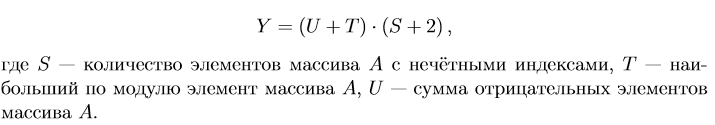 Y = (U + T) · (S + 2) ,
где S — количество элементов массива A с нечётными индексами, T — наи-
больший по модулю элемент массива A, U — сумма отрицательных элементов
массива A.